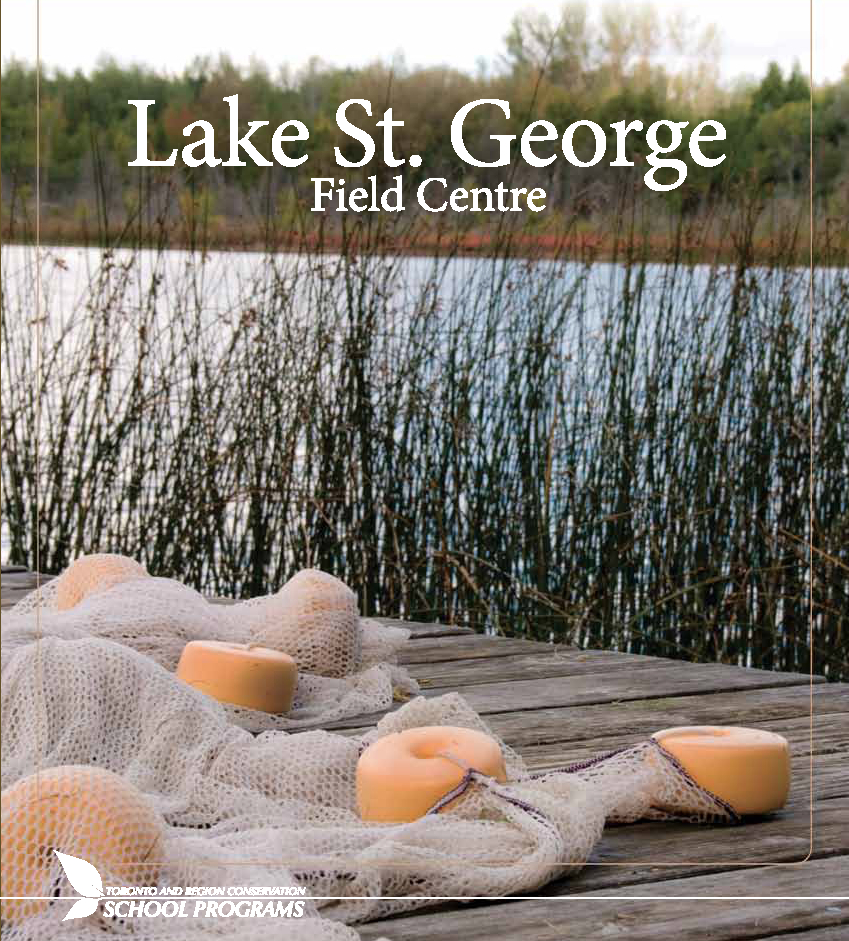 Lake St. George
Field Centre
TORONTO AND REGION CONSERVATION
SCHOOL PROGRAMS